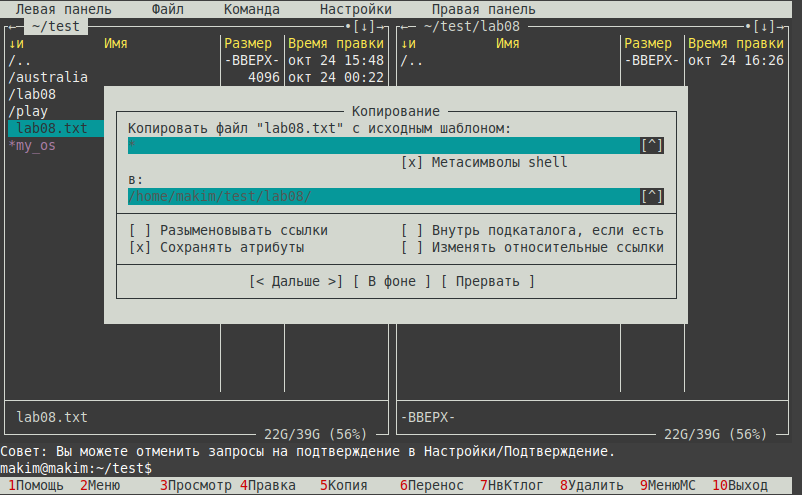 Левая панель Файл Команда Настройки Правая панель
← ~/test •[↓]→ ← ~/test/lab08 •[↓]→
↓и Имя Размер Время правки ↓и Имя Размер Время правки
/.. -ВВЕРХ- окт 24 15:48 /.. -ВВЕРХ- окт 24 16:26
/australia 4096 окт 24 00:22
/lab08
/play
lab08.txt
*my_os
Копирование
Копировать файл "lab08.txt" с исходным шаблоном:
* [^]
[x] Метасимволы shell
в:
/home/makim/test/lab08/ [^]
[ ] Разыменовывать ссылки [ ] Внутрь подкаталога, если есть
[x] Сохранять атрибуты [ ] Изменять относительные ссылки
[< Дальше >] [ В фоне ] [ Прервать ]
lab08.txt -ВВЕРХ-
22G/39G (56%) 22G/39G (56%)
Совет: Вы можете отменить запросы на подтверждение в Настройки/Подтверждение.
makim@makim:~/test$
1Помощь 2Меню 3Просмотр 4Правка 5Копия 6Перенос 7НвКтлог 8Удалить 9МенюMC 10Выход